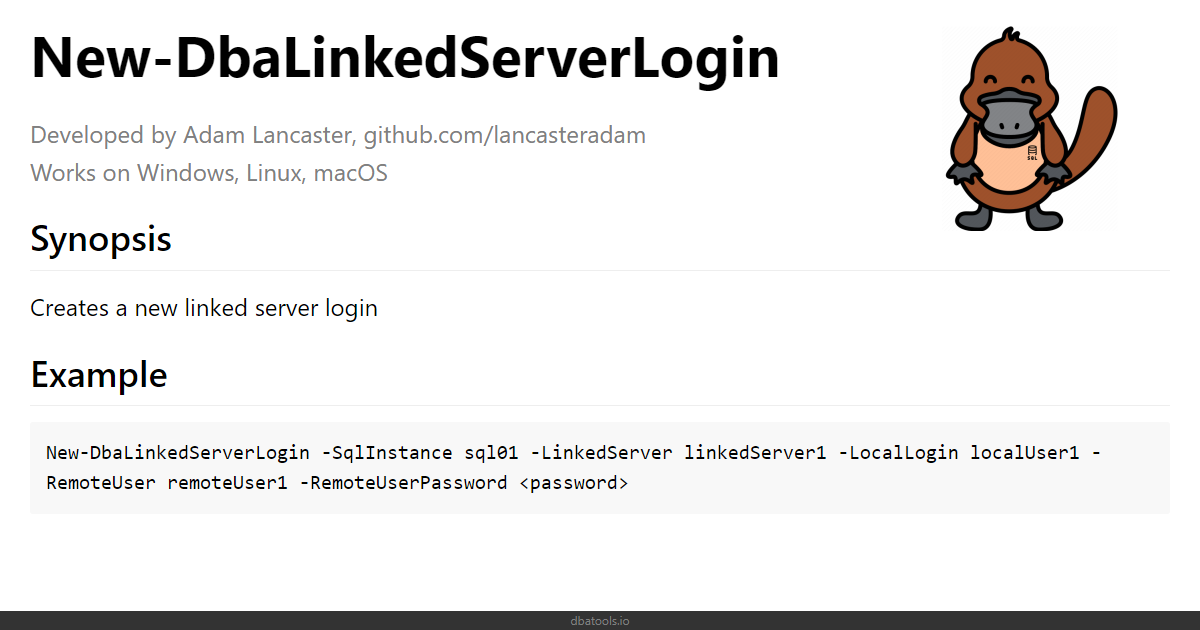 New-DbaLinkedServerLogin
Developed by Adam Lancaster, github.com/lancasteradam
Works on Windows, Linux, macOS
SQL
Synopsis
Creates a new linked server login
Example
New-DbaLinkedServerLogin -SqlInstance sql01 -LinkedServer linkedServer1 -LocalLogin localUser1 -
RemoteUser remoteUser1 -RemoteUserPassword <password>
dbatools.io